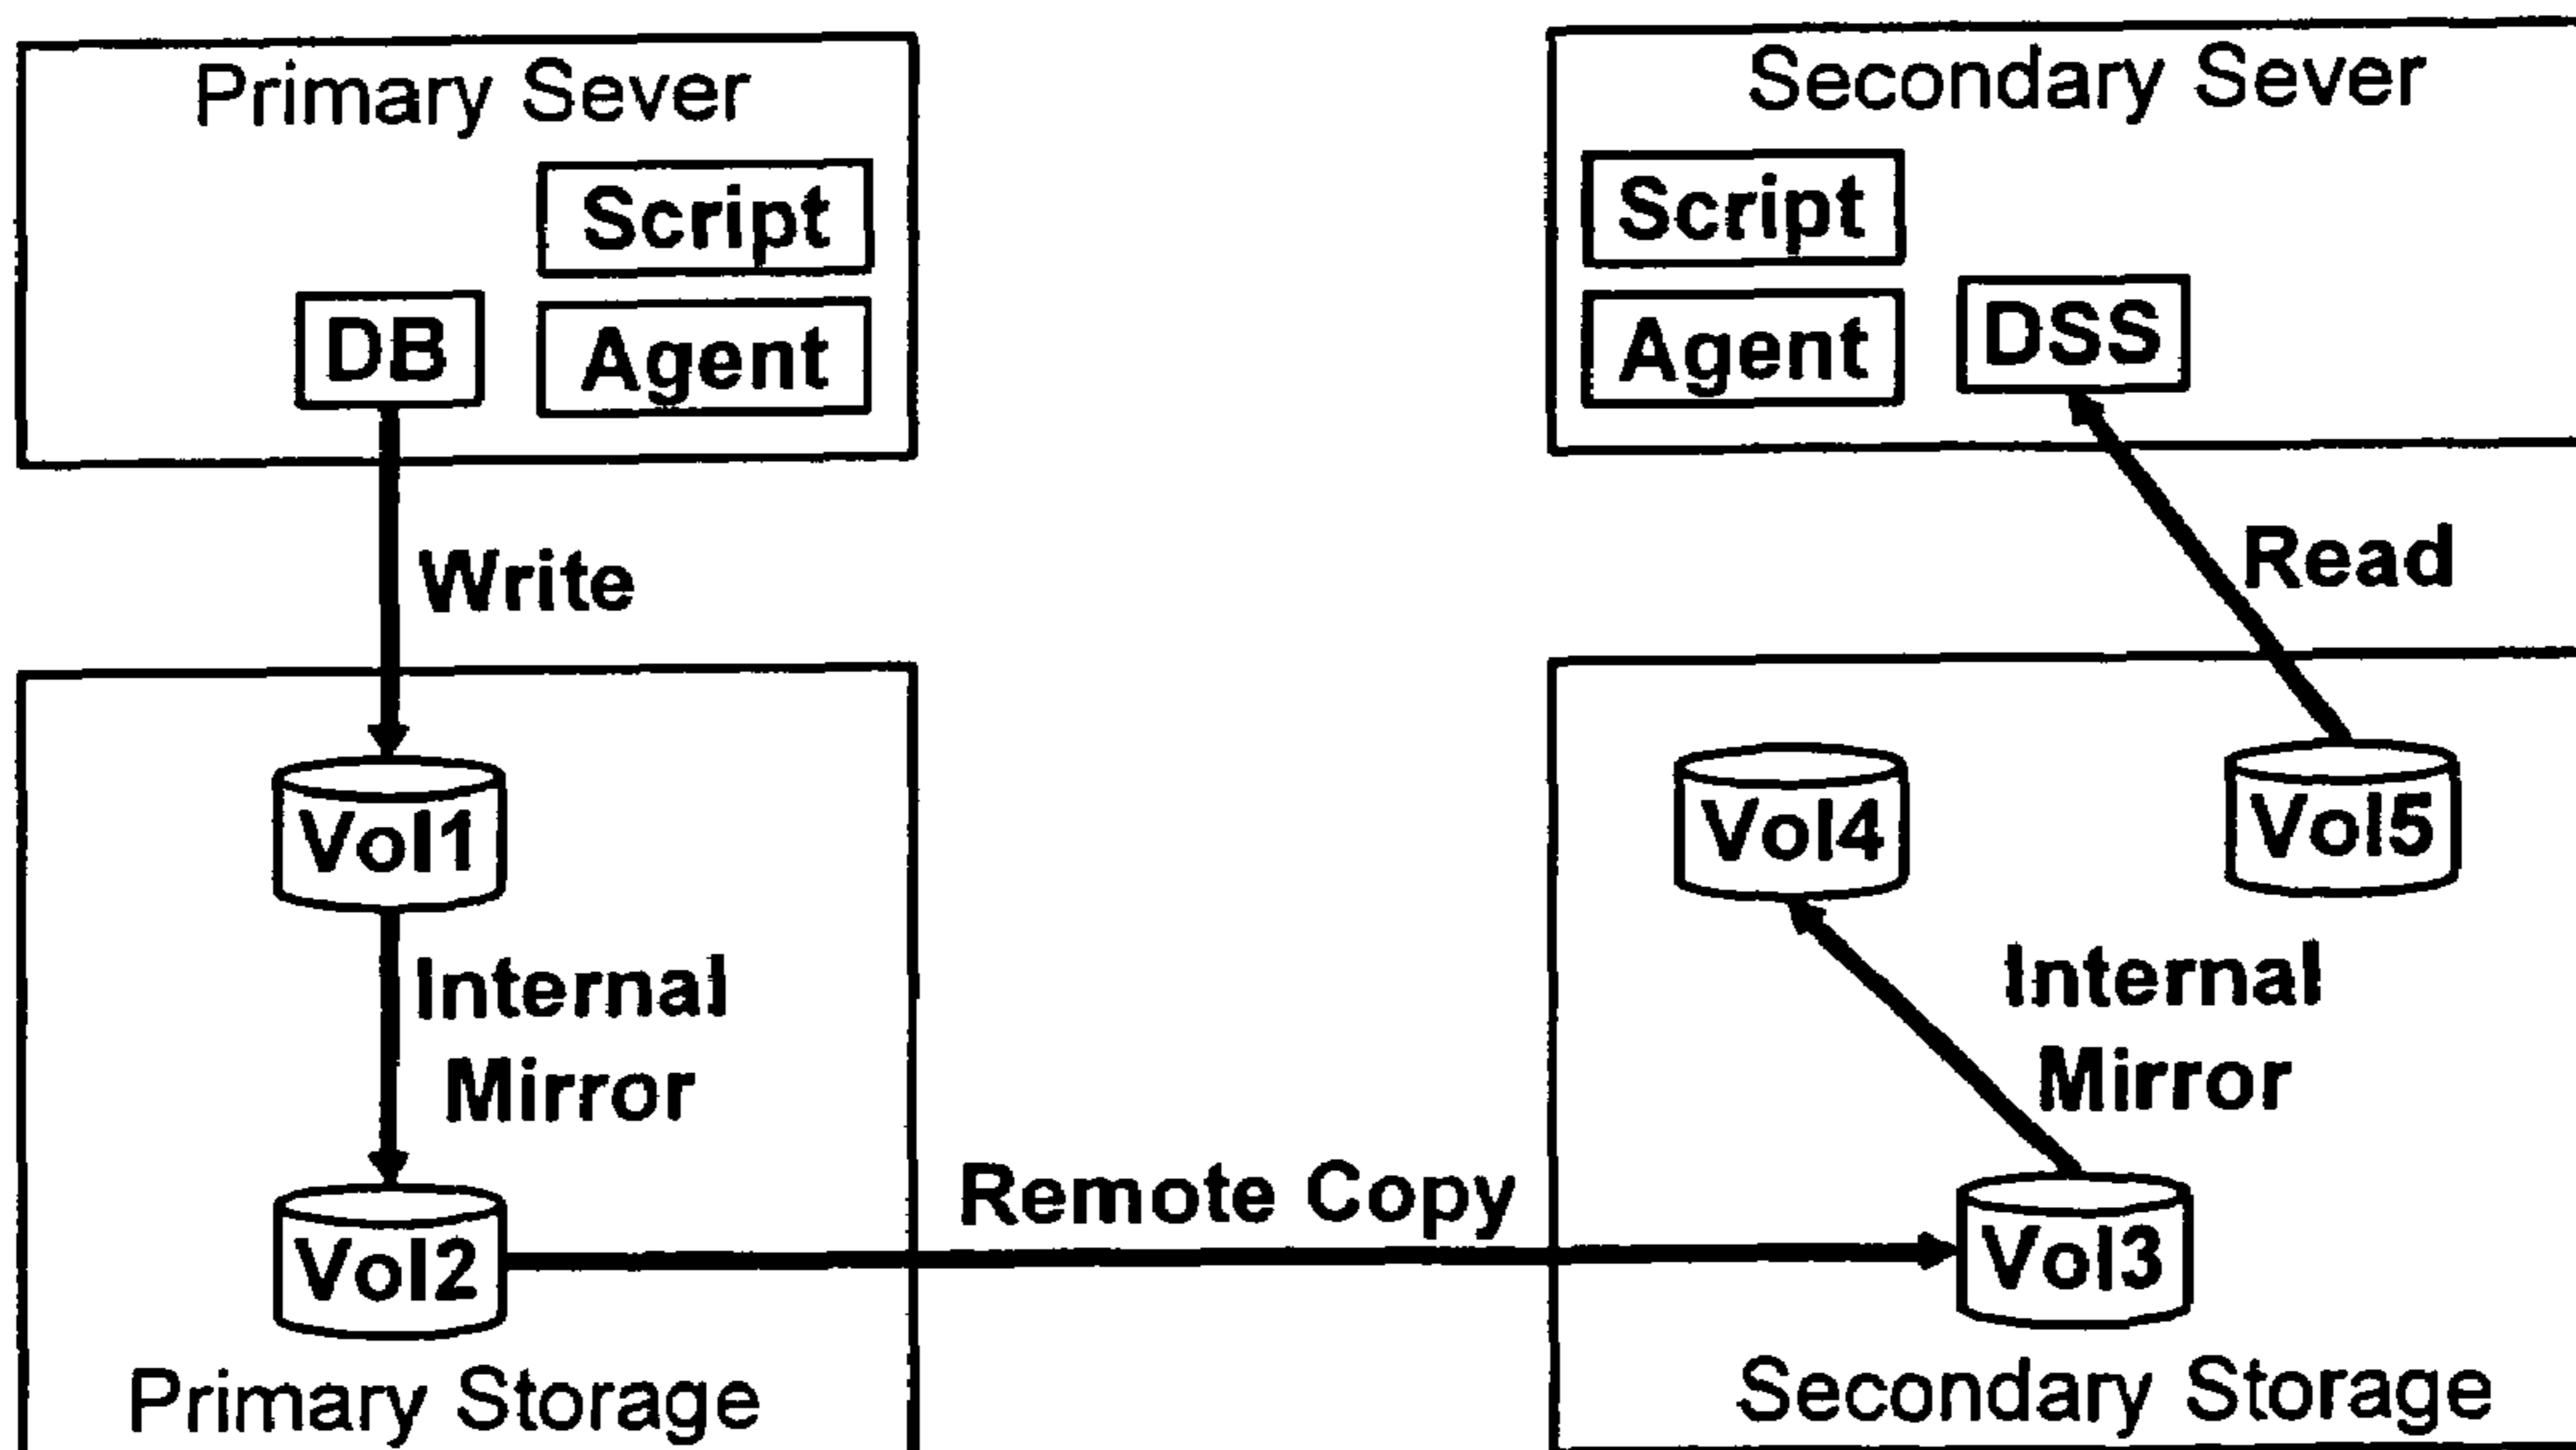 Primary Sever
Script
DB
Agent
Write
Vol1
Internal
Mirror
Vol2
Primary Storage
Remote Copy
Secondary Sever
Script
Agent
DSS
Read
Vol4
Vol5
Internal
Mirror
Vol3
Secondary Storage